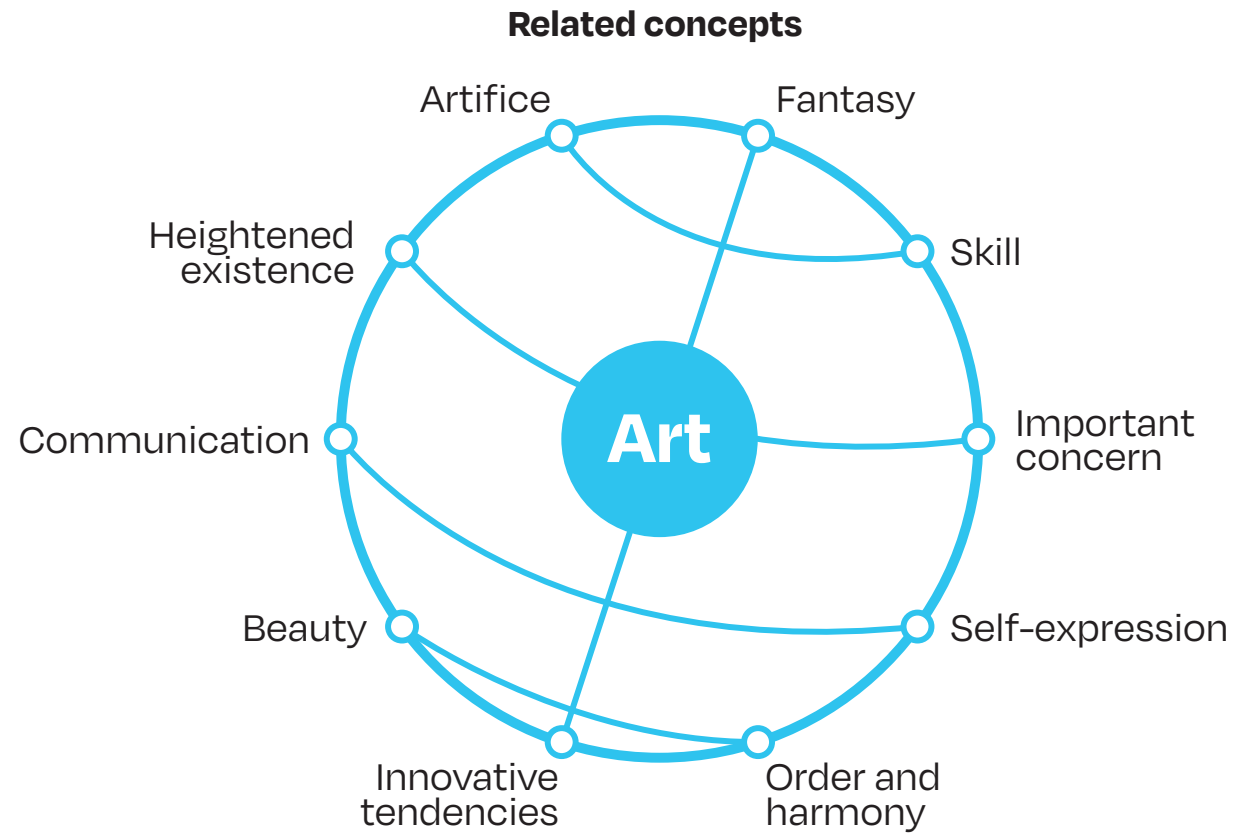 Related concepts
Artifice
Fantasy
Heightened
existence
Skill
Communication
Art
Important
concern
Beauty
Self-expression
Innovative
tendencies
Order and
harmony